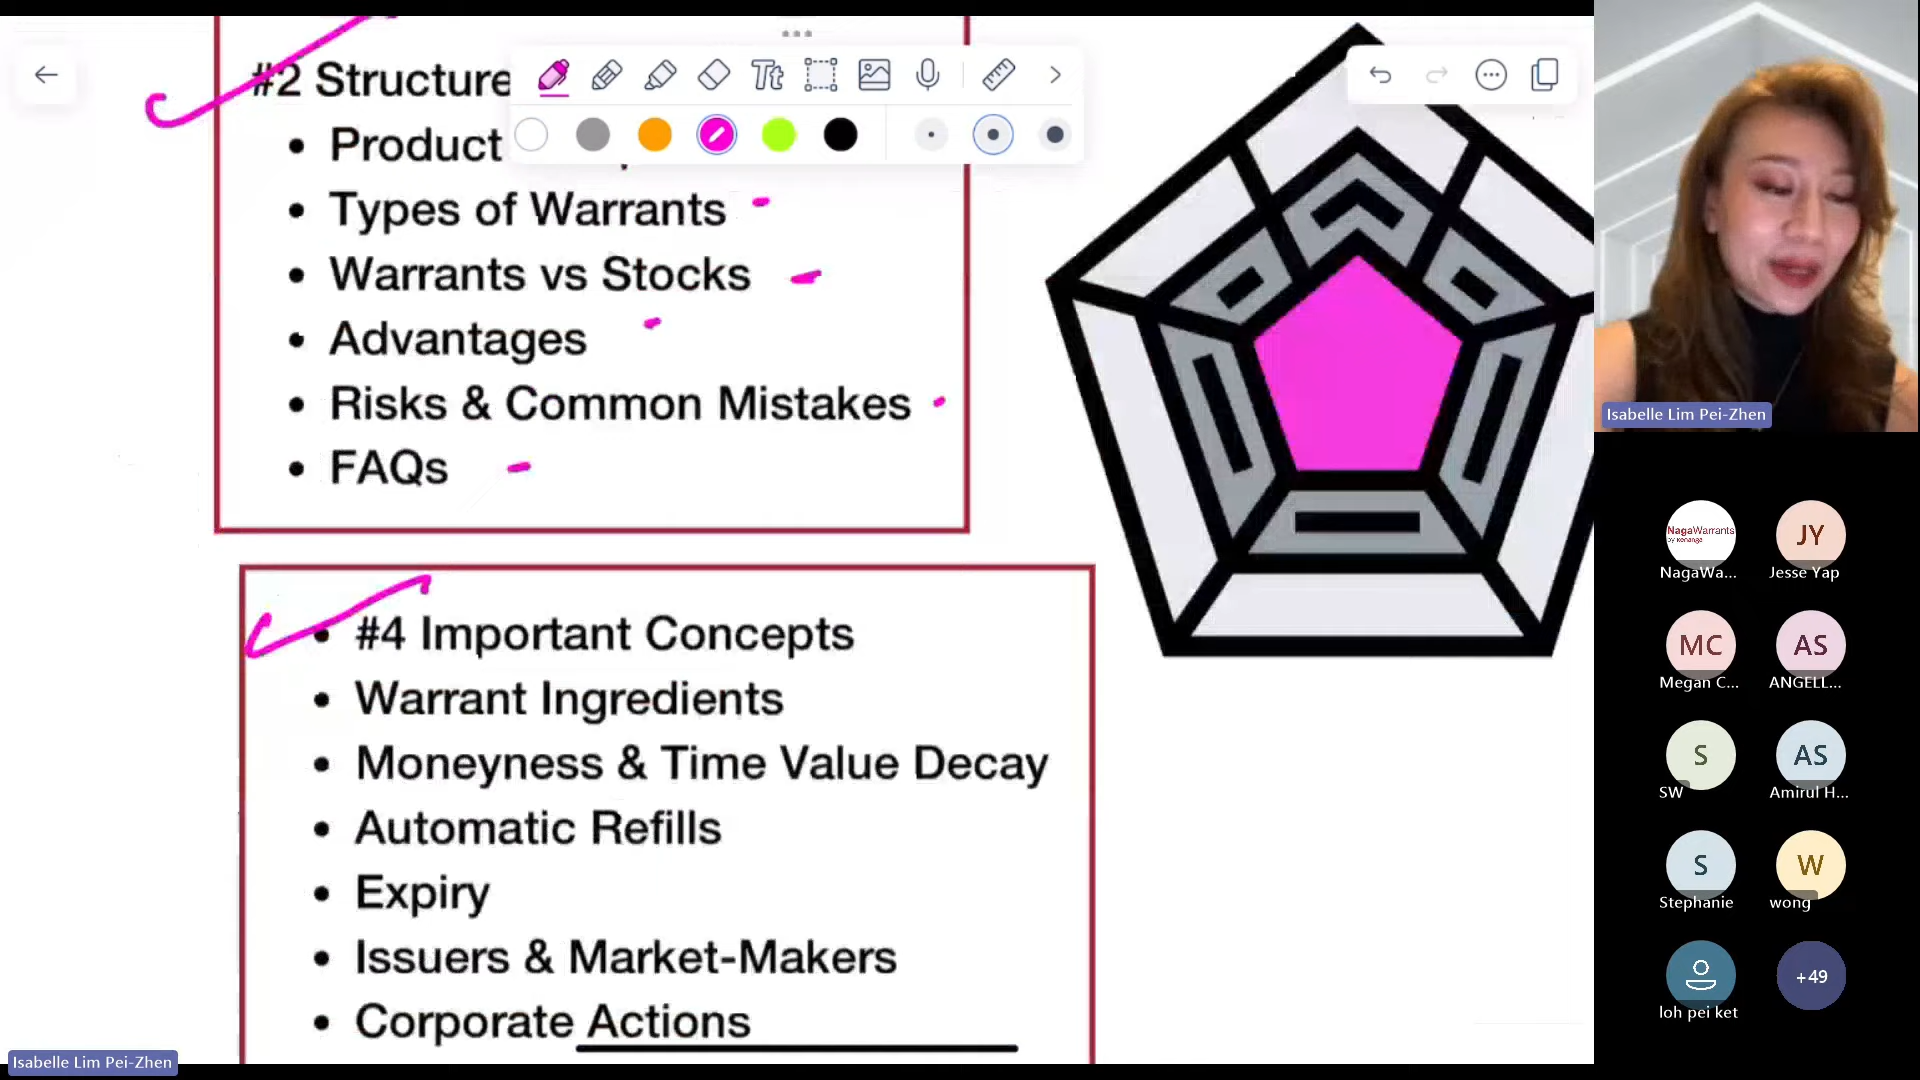 #2 Structure
Product
Types of Warrants
Warrants vs Stocks
Advantages
Risks & Common Mistakes
FAQs
#4 Important Concepts
Warrant Ingredients
Moneyness & Time Value Decay
Automatic Refills
Expiry
Issuers & Market-Makers
Corporate Actions
Tt
Isabelle Lim Pei-Zhen
NagaWarrants
by Kenanga
NagaWa...
JY
Jesse Yap
MC
Megan C...
AS
ANGELL...
S
SW
AS
Amirul H...
S
Stephanie
W
wong
loh pei ket
+49
Isabelle Lim Pei-Zhen